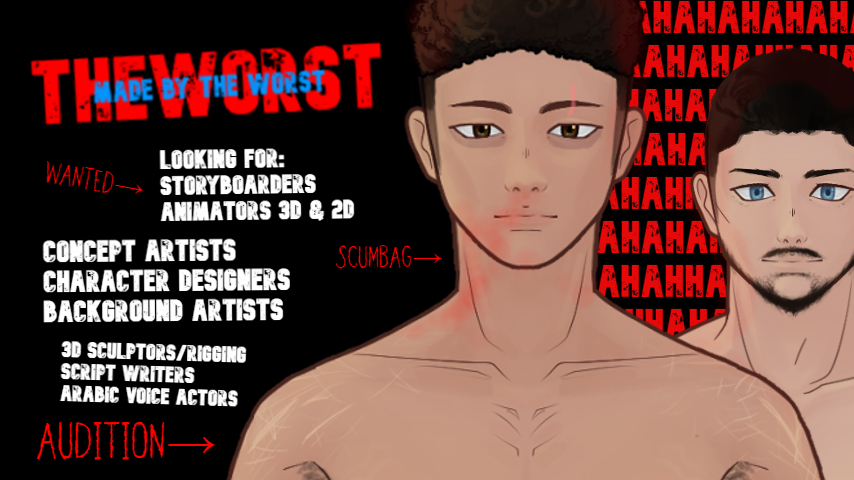 THEWORST
MADE BY THE WORST
WANTED→
LOOKING FOR:
STORYBOARDERS
ANIMATORS 3D & 2D
CONCEPT ARTISTS
CHARACTER DESIGNERS
BACKGROUND ARTISTS
SCUMBAG→
3D SCULPTORS/RIGGING
SCRIPT WRITERS
ARABIC VOICE ACTORS
AUDITION→
AHAHAHAHAHAH